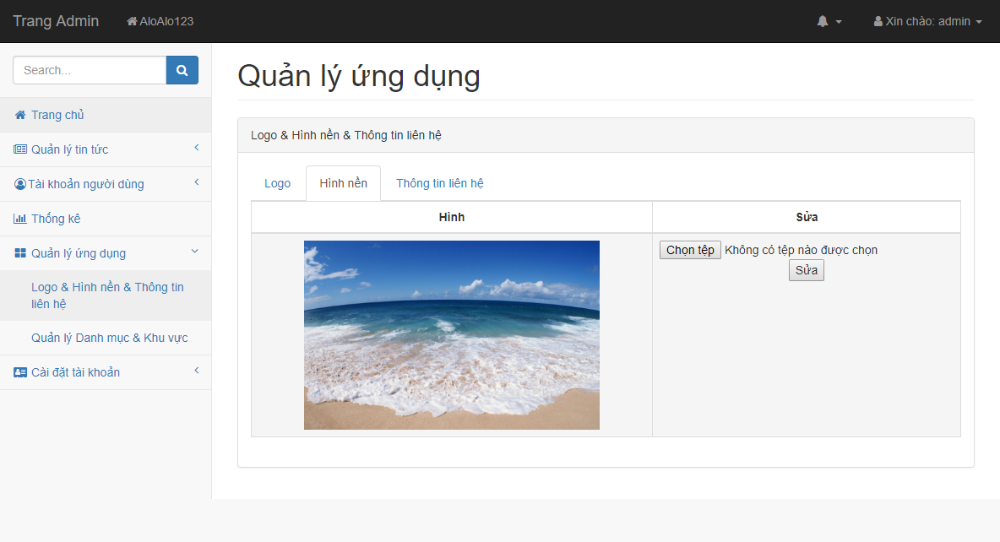 Trang Admin
AloAlo123
Xin chào: admin
Search...
Trang chủ
Quản lý tin tức
Tài khoản người dùng
Thống kê
Quản lý ứng dụng
Logo & Hình nền & Thông tin
liên hệ
Quản lý Danh mục & Khu vực
Cài đặt tài khoản
Quản lý ứng dụng
Logo & Hình nền & Thông tin liên hệ
Logo
Hình nền
Thông tin liên hệ
Hình
Sửa
Chọn tệp Không có tệp nào được chọn
Sửa